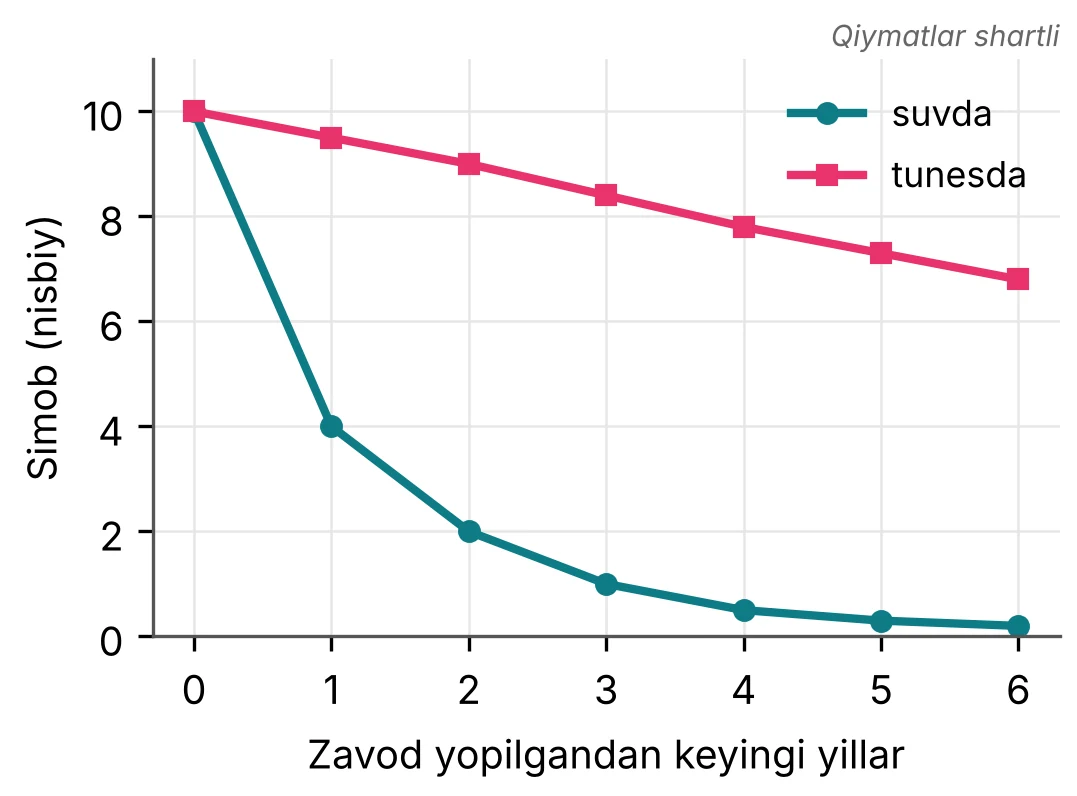 Qiymatlar shartli
suvda
tunesda
Simob (nisbiy)
10
8
6
4
2
0
0 1 2 3 4 5 6
Zavod yopilgandan keyingi yillar